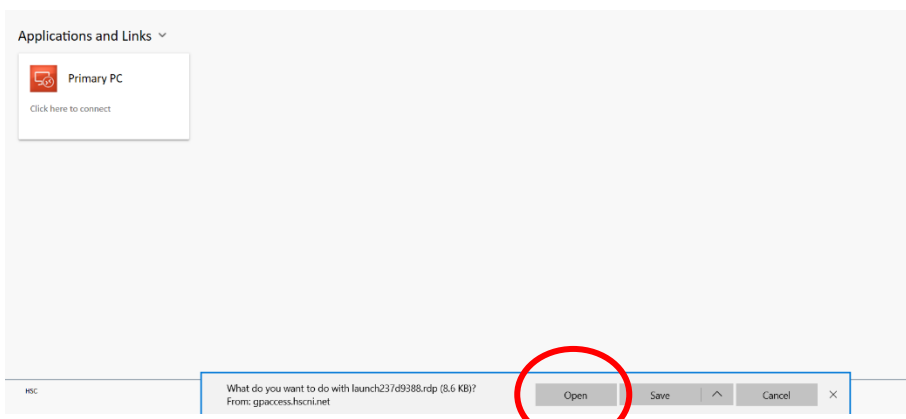 Applications and Links
Primary PC
Click here to connect
HSC
What do you want to do with launch237d9388.rdp (8.6 KB)?
From: gpaccess.hscni.net
Open
Save
Cancel